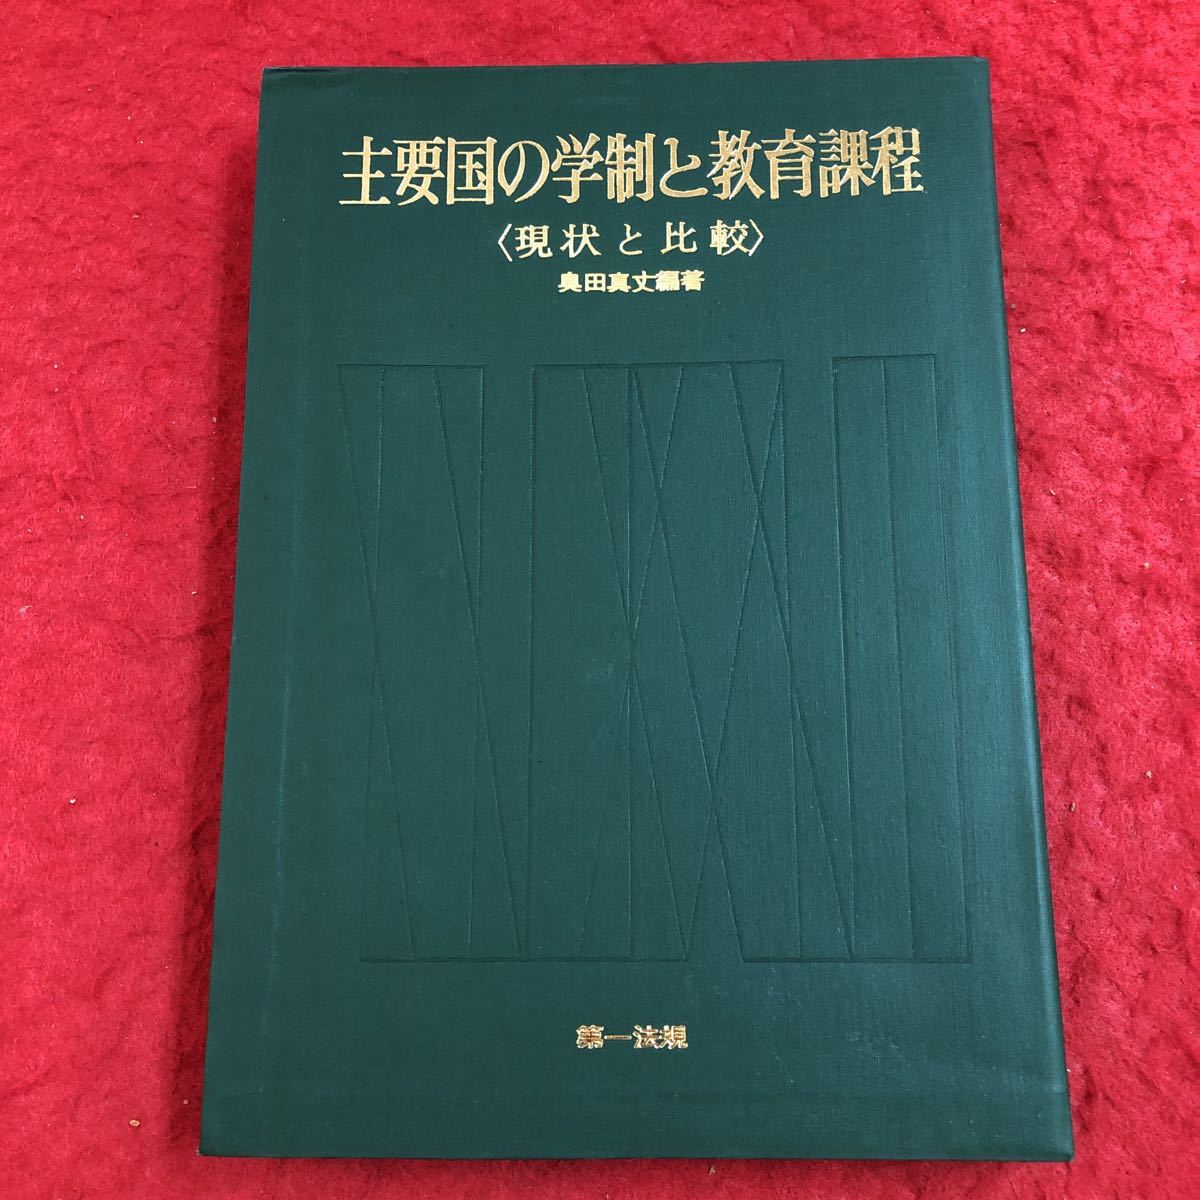 主要国の学制と教育課程
〈現状と比較〉
奥田真丈編著
第一法規